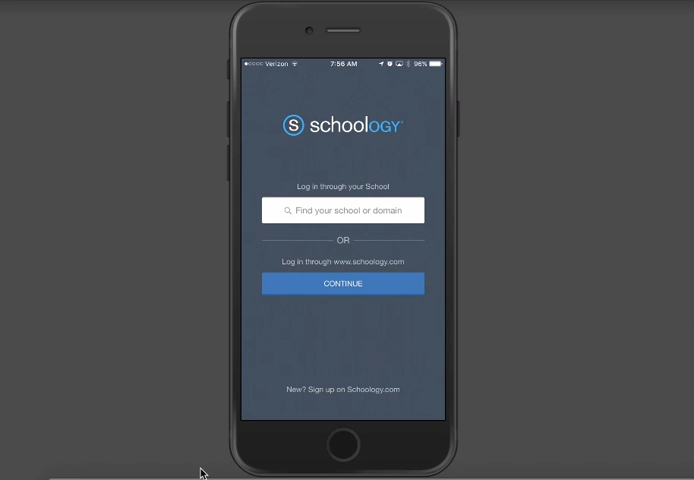 Verizon 7:56 AM 96%
S schoology
Log in through your School
Find your school or domain
OR
Log in through www.schoology.com
CONTINUE
New? Sign up on Schoology.com